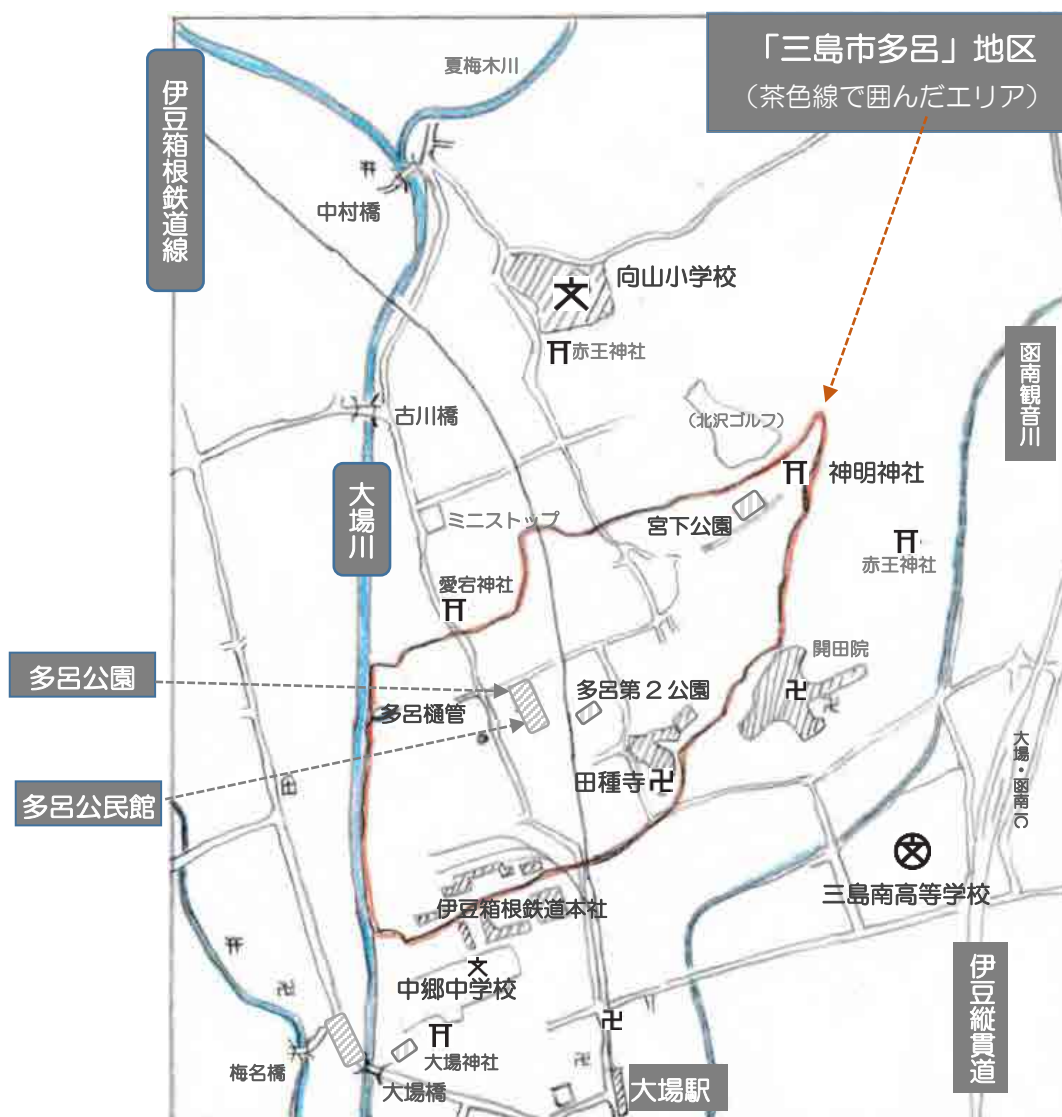 「三島市多呂」地区
（茶色線で囲んだエリア）
夏梅木川
伊豆箱根鉄道線
中村橋
向山小学校
赤王神社
函南観音川
（北沢ゴルフ）
古川橋
神明神社
大場川
ミニストップ
宮下公園
赤王神社
愛宕神社
開田院
多呂公園
多呂第２公園
多呂樋管
大場・函南IC
田種寺
多呂公民館
三島南高等学校
伊豆箱根鉄道本社
伊豆縦貫道
中郷中学校
大場神社
梅名橋
大場橋
大場駅